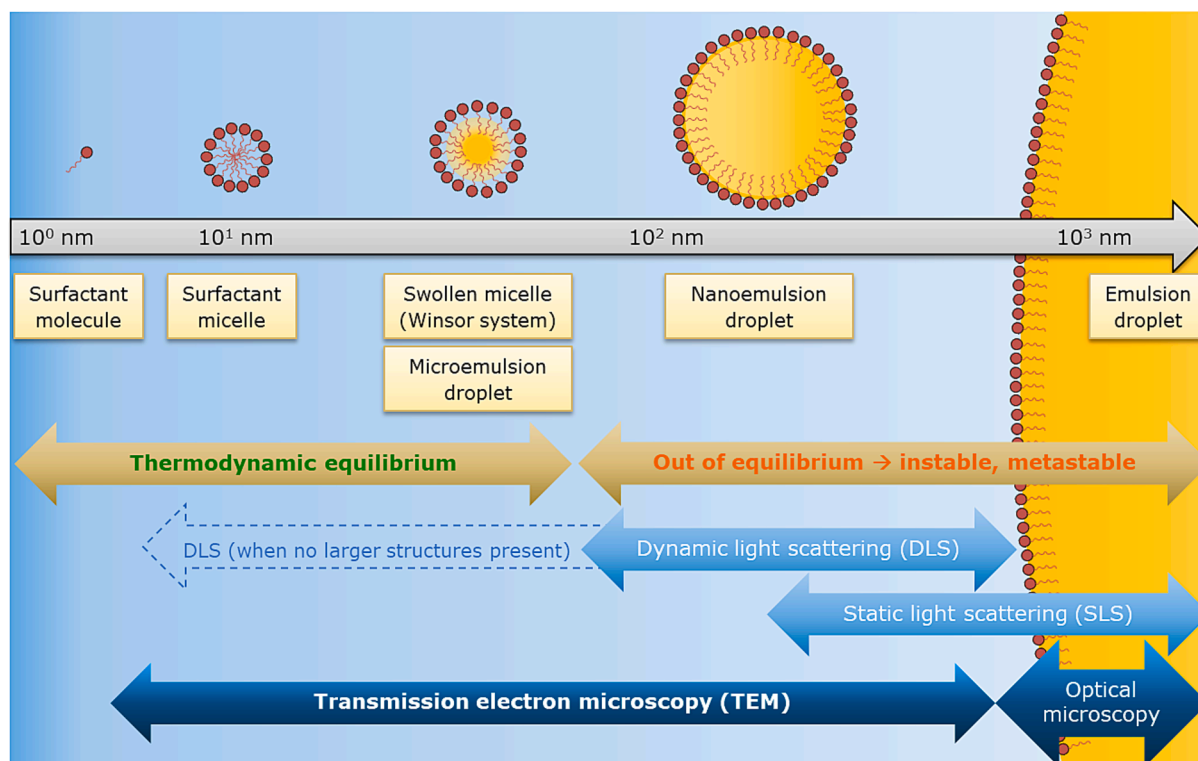 10⁰ nm
10¹ nm
10² nm
10³ nm
Surfactant
molecule
Surfactant
micelle
Swollen micelle
(Winsor system)
Microemulsion
droplet
Nanoemulsion
droplet
Emulsion
droplet
Thermodynamic equilibrium
Out of equilibrium → instable, metastable
DLS (when no larger structures present)
Dynamic light scattering (DLS)
Static light scattering (SLS)
Transmission electron microscopy (TEM)
Optical
microscopy